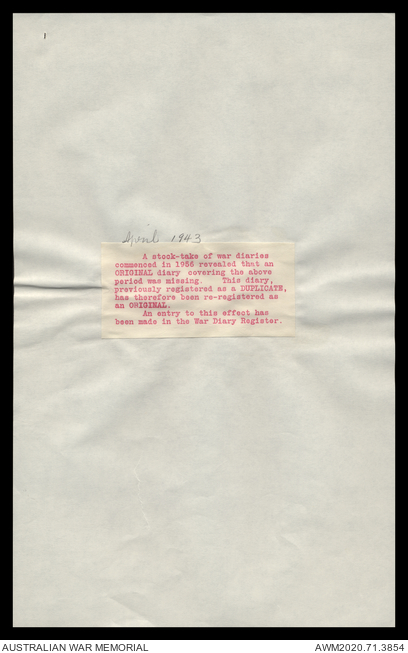 1
April 1943
A stock-take of war diaries
commenced in 1956 revealed that an
ORIGINAL diary covering the above
period was missing. This diary,
previously registered as a DUPLICATE,
has therefore been re-registered as
an ORIGINAL.
An entry to this effect has
been made in the War Diary Register.
AUSTRALIAN WAR MEMORIAL AWM2020.71.3854